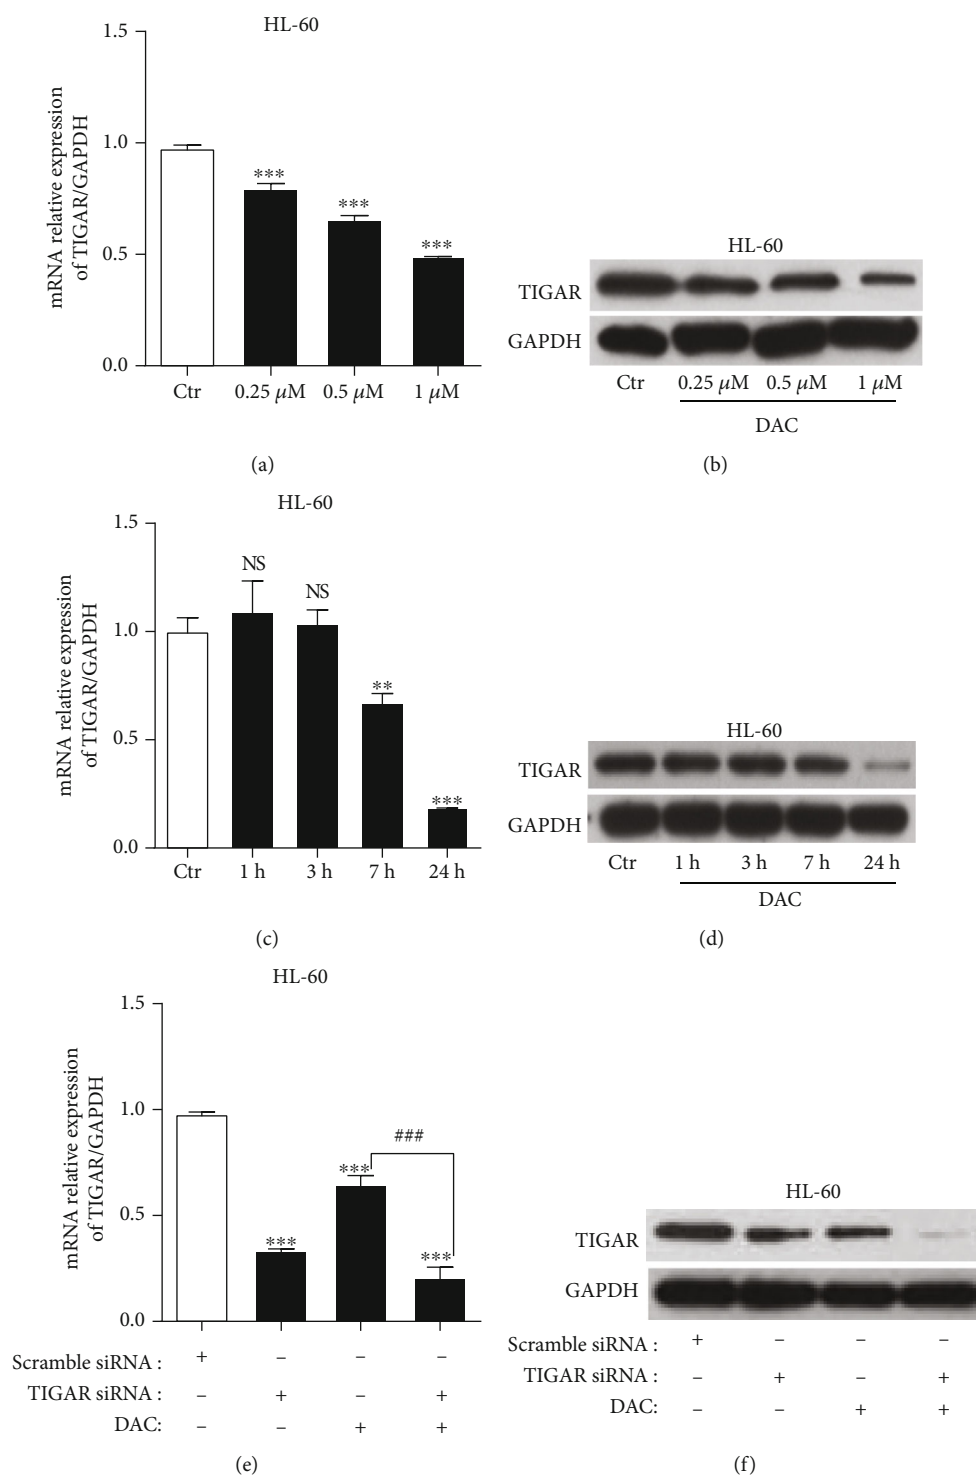 HL-60
mRNA relative expression
of TIGAR/GAPDH
1.5
1.0
0.5
0.0
***
***
***
Ctr 0.25 μM 0.5 μM 1 μM
(a)
HL-60
TIGAR
GAPDH
Ctr 0.25 μM 0.5 μM 1 μM
DAC
(b)
HL-60
mRNA relative expression
of TIGAR/GAPDH
1.5
1.0
0.5
0.0
NS
NS
**
***
Ctr 1 h 3 h 7 h 24 h
(c)
HL-60
TIGAR
GAPDH
Ctr 1 h 3 h 7 h 24 h
DAC
(d)
HL-60
mRNA relative expression
of TIGAR/GAPDH
1.5
1.0
0.5
0.0
###
***
***
***
Scramble siRNA : + – – –
TIGAR siRNA : – + – +
DAC: – – + +
(e)
HL-60
TIGAR
GAPDH
Scramble siRNA : + – – –
TIGAR siRNA : – + – +
DAC: – – + +
(f)